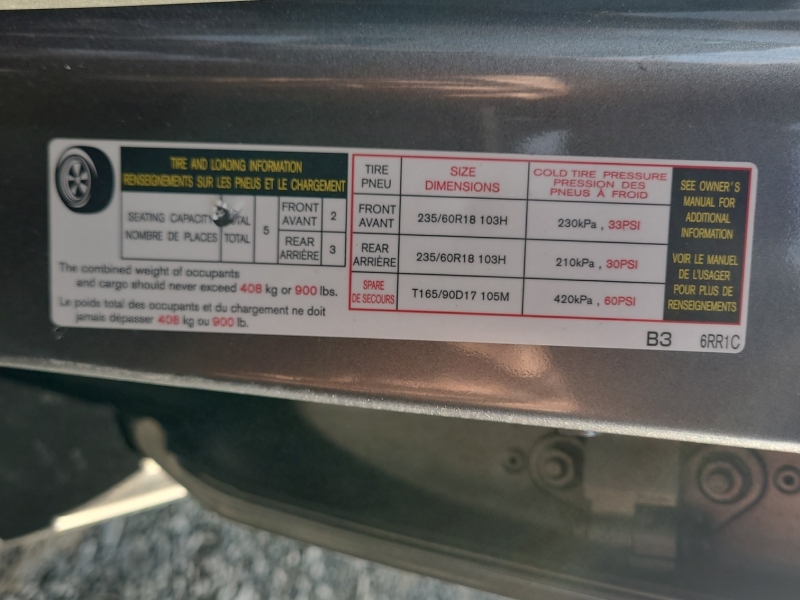 TIRE AND LOADING INFORMATION
RENSEIGNEMENTS SUR LES PNEUS ET LE CHARGEMENT
SEATING CAPACITY
NOMBRE DE PLACES TOTAL
5
FRONT
AVANT
2
REAR
ARRIÈRE
3
The combined weight of occupants
and cargo should never exceed 408 kg or 900 lbs.
Le poids total des occupants et du chargement ne doit
jamais dépasser 408 kg ou 900 lb.
TIRE
PNEU
SIZE
DIMENSIONS
COLD TIRE PRESSURE
PRESSION DES
PNEUS À FROID
FRONT
AVANT
235/60R18 103H
230kPa , 33PSI
REAR
ARRIÈRE
235/60R18 103H
210kPa , 30PSI
SPARE
DE SECOURS
T165/90D17 105M
420kPa , 60PSI
SEE OWNER'S
MANUAL FOR
ADDITIONAL
INFORMATION
VOIR LE MANUEL
DE L'USAGER
POUR PLUS DE
RENSEIGNEMENTS
B3 6RR1C